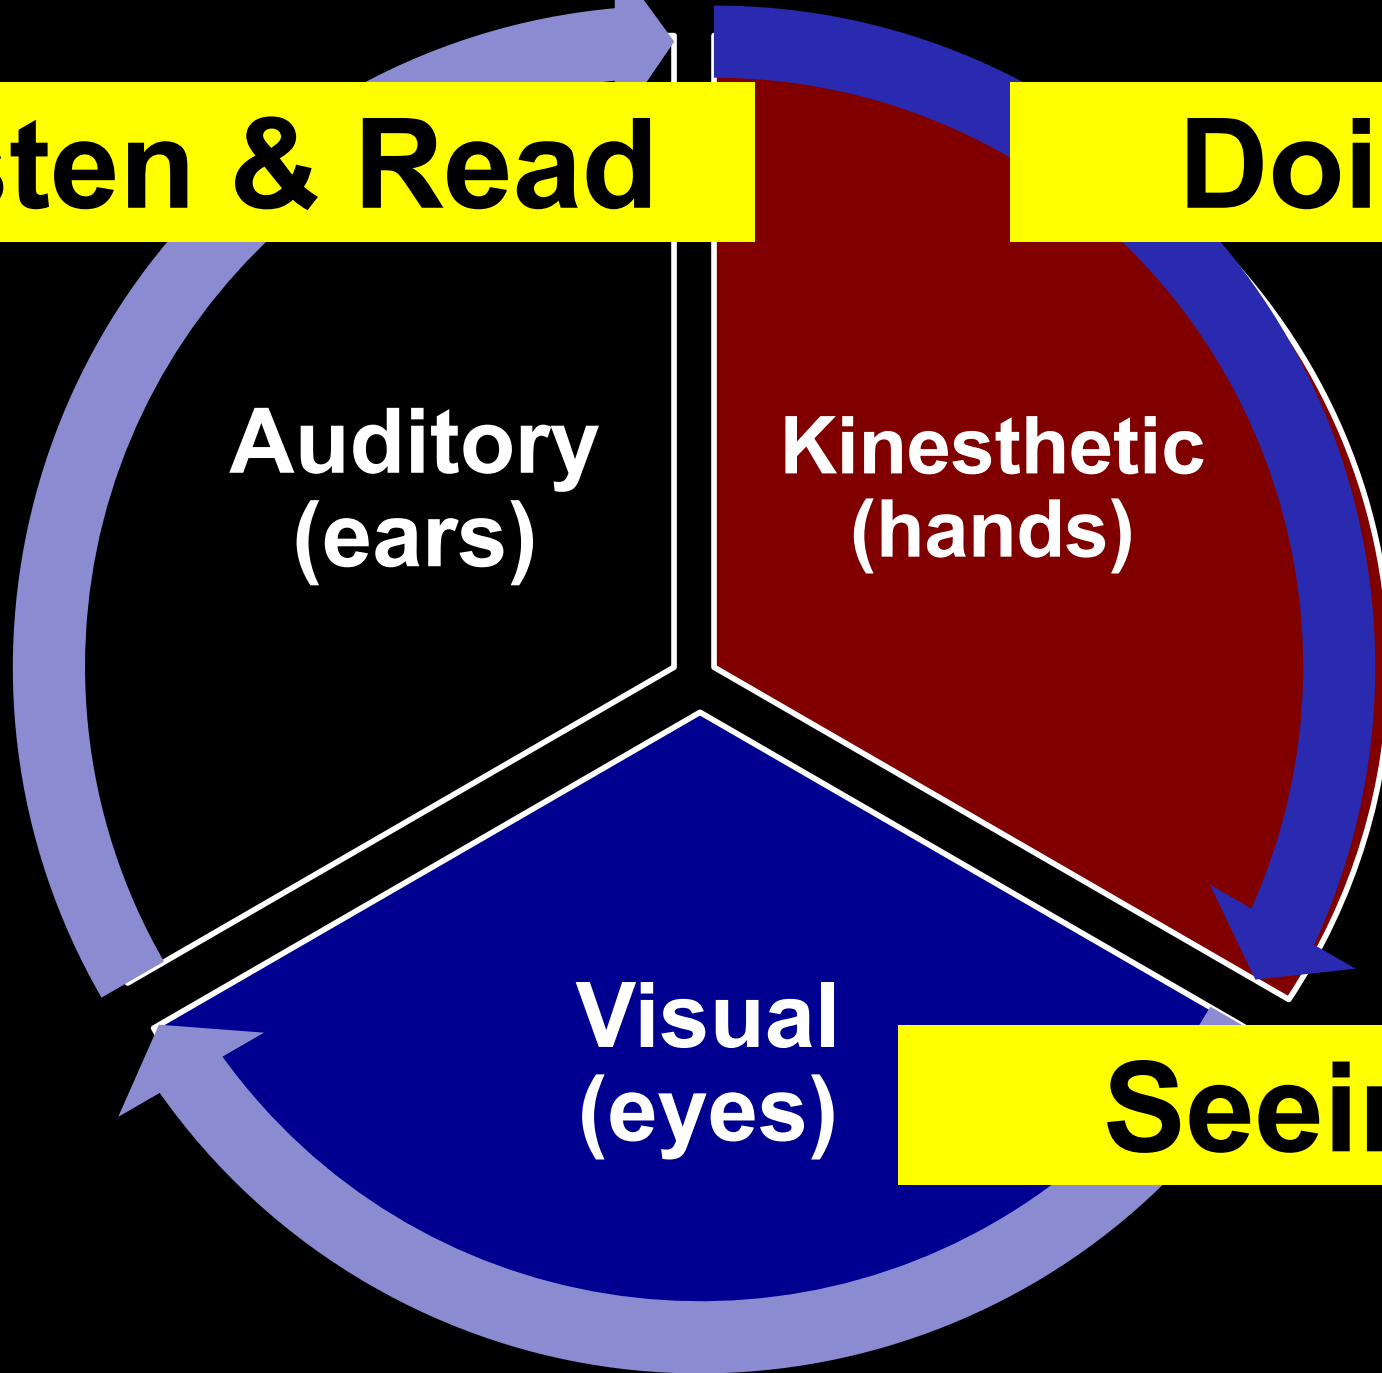 sten & Read
Doi
Auditory
(ears)
Kinesthetic
(hands)
Visual
(eyes)
Seei